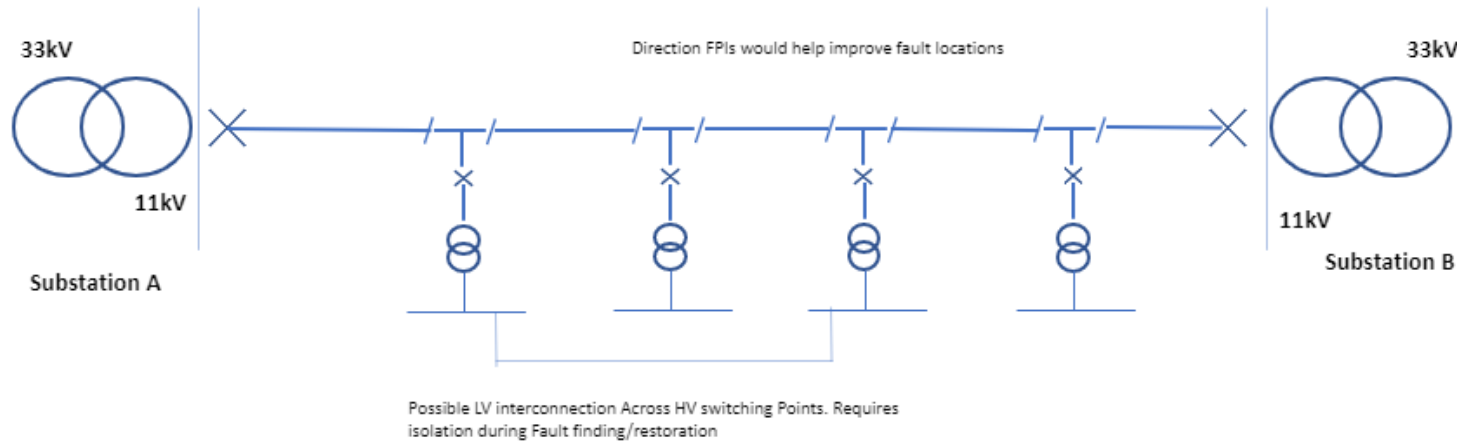 33kV
Direction FPIs would help improve fault locations
33kV
11kV
11kV
Substation A
Substation B
Possible LV interconnection Across HV switching Points. Requires
isolation during Fault finding/restoration